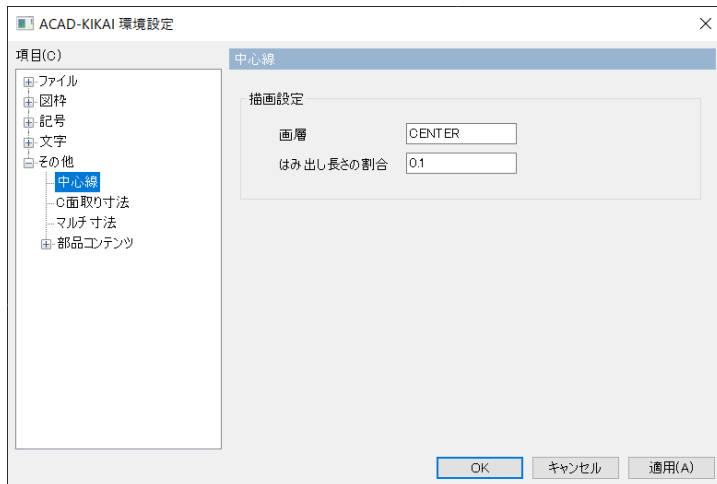 ACAD-KIKAI 環境設定
項目(C)
ファイル
図枠
記号
文字
その他
中心線
C面取り寸法
マルチ寸法
部品コンテンツ
中心線
描画設定
画層 CENTER
はみ出し長さの割合 0.1
OK キャンセル 適用(A)